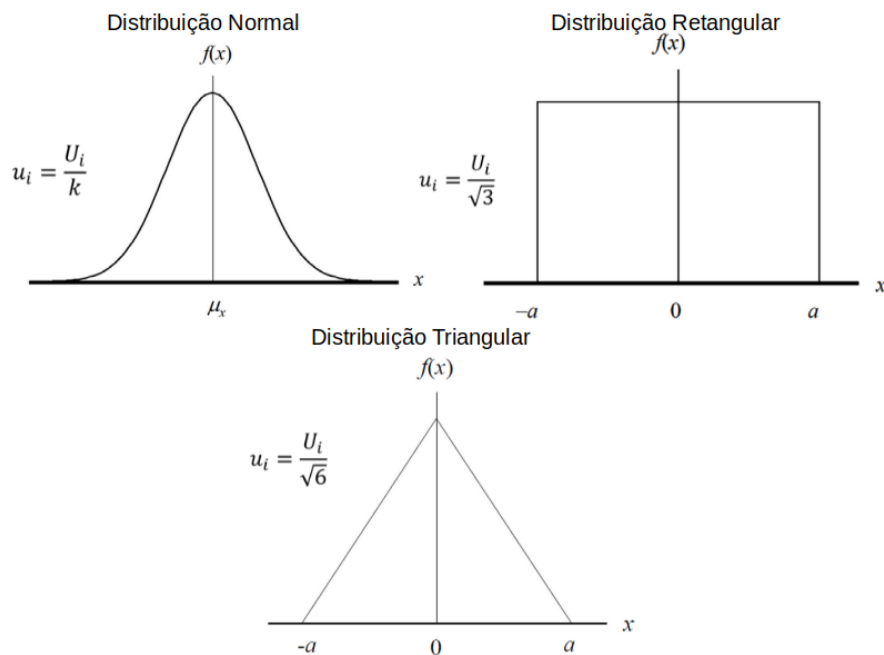 Distribuição Normal
f(x)
u_i = U_i / k
x
μ_x
Distribuição Retangular
f(x)
u_i = U_i / √3
x
−a 0 a
Distribuição Triangular
f(x)
u_i = U_i / √6
x
-a 0 a